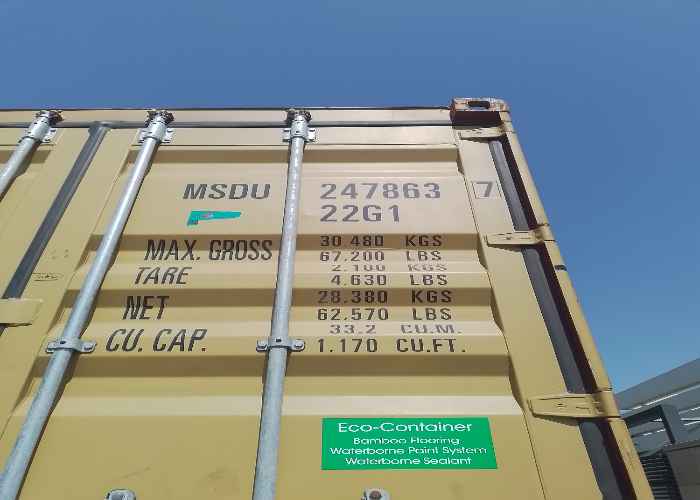 MSDU 247863 7
22G1
MAX. GROSS 30.480 KGS
67.200 LBS
TARE 2.100 KGS
4.630 LBS
NET 28.380 KGS
62.570 LBS
CU. CAP. 33.2 CU.M.
1.170 CU.FT.
Eco-Container
Bamboo Flooring
Waterborne Paint System
Waterborne Sealant